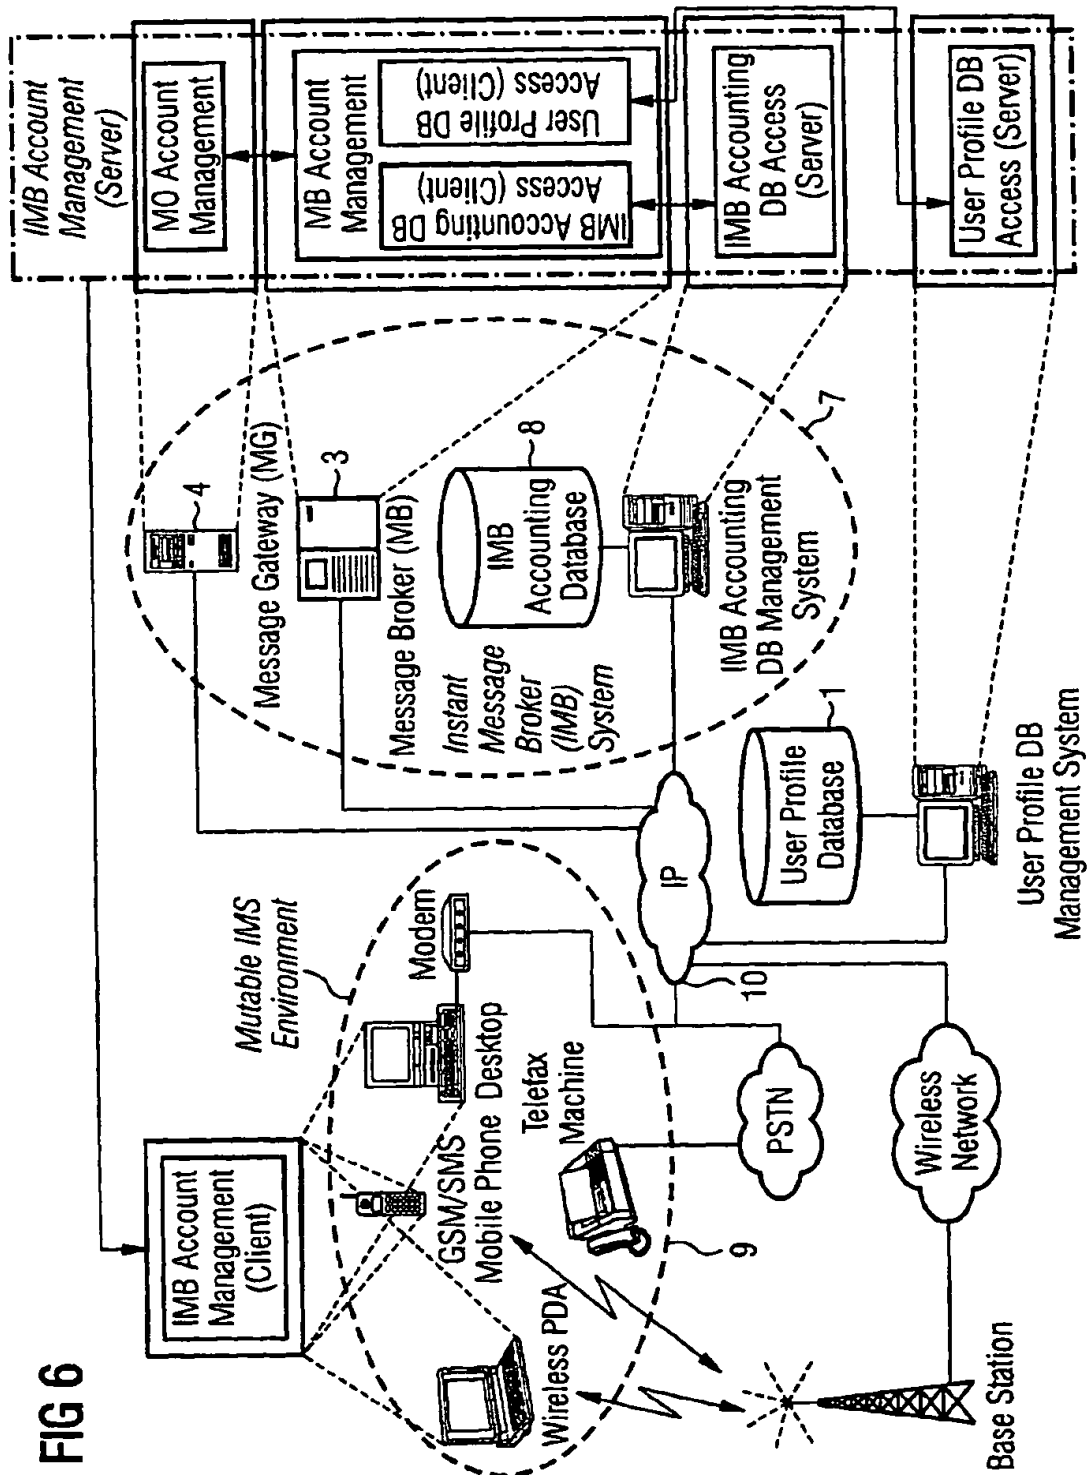 FIG 6
IMB Account
Management
(Client)
Mutable IMS
Environment
Modem
GSM/SMS
Mobile Phone
Desktop
Wireless PDA
Telefax
Machine
9
PSTN
10
IP
Wireless
Network
Base Station
Message Gateway (MG)
4
Message Broker (MB)
3
Instant
Message
Broker
(IMB)
System
IMB
Accounting
Database
8
IMB Accounting
DB Management
System
7
User Profile
Database
1
User Profile DB
Management System
IMB Account
Management
(Server)
MO Account
Management
MB Account
Management
IMB Accounting DB
Access (Client)
User Profile DB
Access (Client)
IMB Accounting
DB Access
(Server)
User Profile DB
Access (Server)